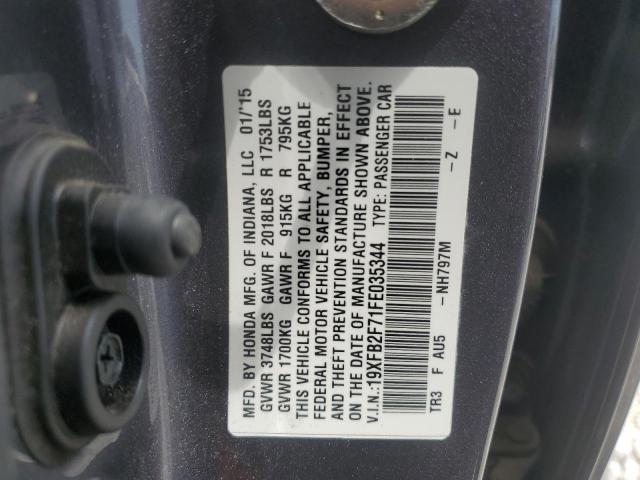 MFD. BY HONDA MFG. OF INDIANA, LLC 01/'15
GVWR 3748LBS GAWR F 2018LBS R 1753LBS
GVWR 1700KG GAWR F 915KG R 795KG
THIS VEHICLE CONFORMS TO ALL APPLICABLE
FEDERAL MOTOR VEHICLE SAFETY, BUMPER,
AND THEFT PREVENTION STANDARDS IN EFFECT
ON THE DATE OF MANUFACTURE SHOWN ABOVE.
V.I.N.:19XFB2F71FE035344 TYPE: PASSENGER CAR
TR3 F AU5 -NH797M -Z -E